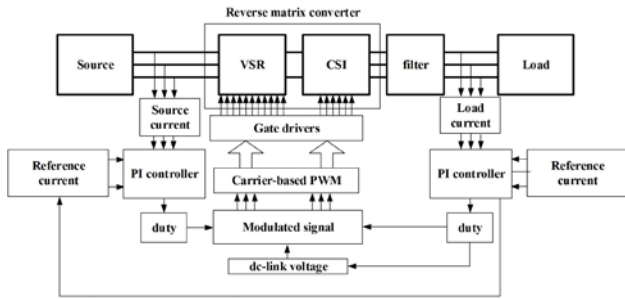 Reverse matrix converter
Source
VSR
CSI
filter
Load
Source
current
Load
current
Gate drivers
Reference
current
PI controller
Carrier-based PWM
PI controller
Reference
current
duty
Modulated signal
duty
dc-link voltage